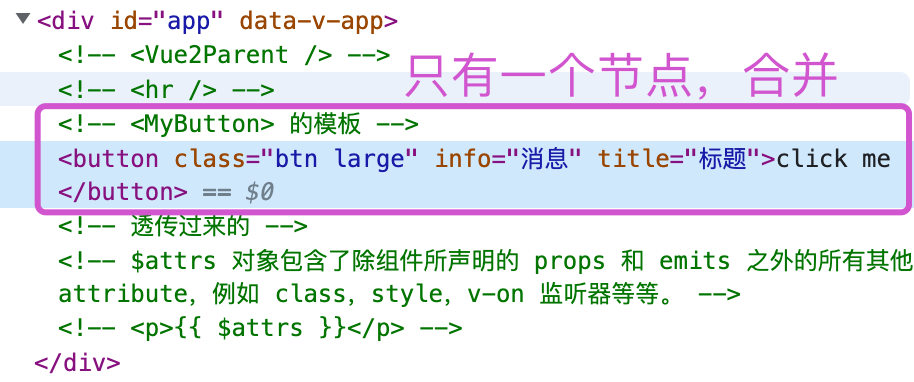 ▼<div id="app" data-v-app>
<!-- <Vue2Parent /> -->
只有一个节点，合并
<!-- <hr /> -->
<!-- <MyButton> 的模板 -->
<button class="btn large" info="消息" title="标题">click me
</button> == $0
<!-- 透传过来的 -->
<!-- $attrs 对象包含了除组件所声明的 props 和 emits 之外的所有其他
attribute，例如 class，style，v-on 监听器等等。 -->
<!-- <p>{{ $attrs }}</p> -->
</div>